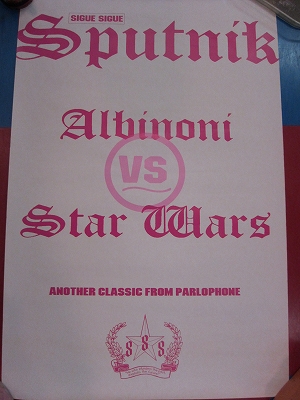 SIGUE SIGUE
Sputnik
Albinoni
VS
Star Wars
ANOTHER CLASSIC FROM PARLOPHONE
S S S